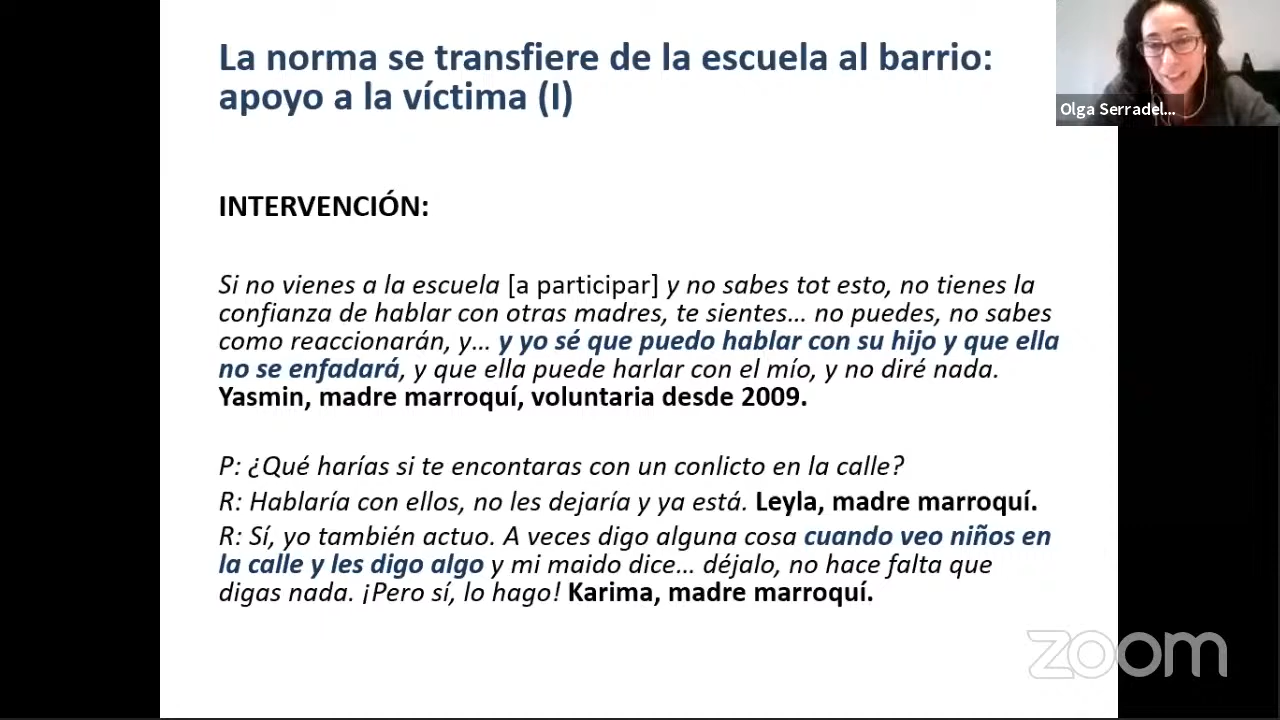 La norma se transfiere de la escuela al barrio:
apoyo a la víctima (I)
Olga Serradel...
INTERVENCIÓN:
Si no vienes a la escuela [a participar] y no sabes tot esto, no tienes la
confianza de hablar con otras madres, te sientes... no puedes, no sabes
como reaccionarán, y... y yo sé que puedo hablar con su hijo y que ella
no se enfadará, y que ella puede harlar con el mío, y no diré nada.
Yasmin, madre marroquí, voluntaria desde 2009.
P: ¿Qué harías si te encontaras con un conlicto en la calle?
R: Hablaría con ellos, no les dejaría y ya está. Leyla, madre marroquí.
R: Sí, yo también actuo. A veces digo alguna cosa cuando veo niños en
la calle y les digo algo y mi maido dice... déjalo, no hace falta que
digas nada. ¡Pero sí, lo hago! Karima, madre marroquí.
zoom